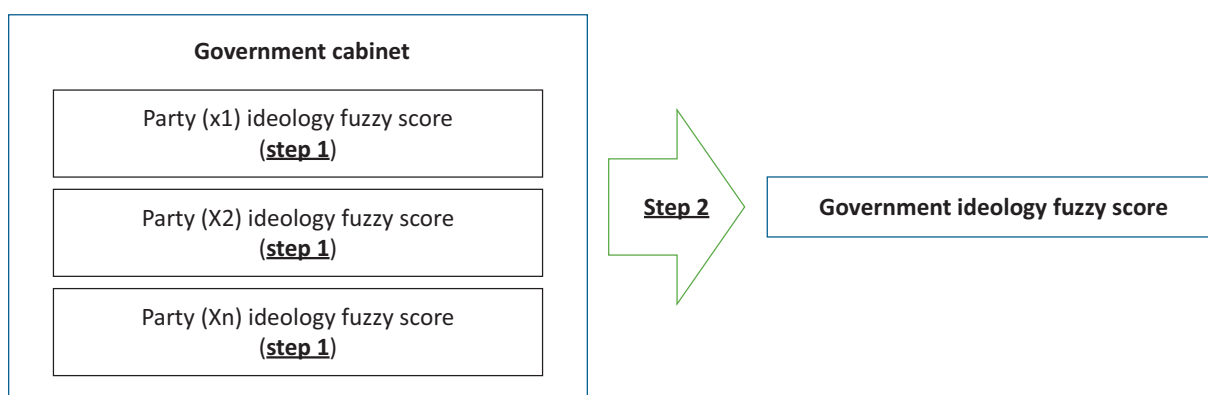 Government cabinet
Party (x1) ideology fuzzy score
(step 1)
Party (X2) ideology fuzzy score
(step 1)
Party (Xn) ideology fuzzy score
(step 1)
Step 2
Government ideology fuzzy score